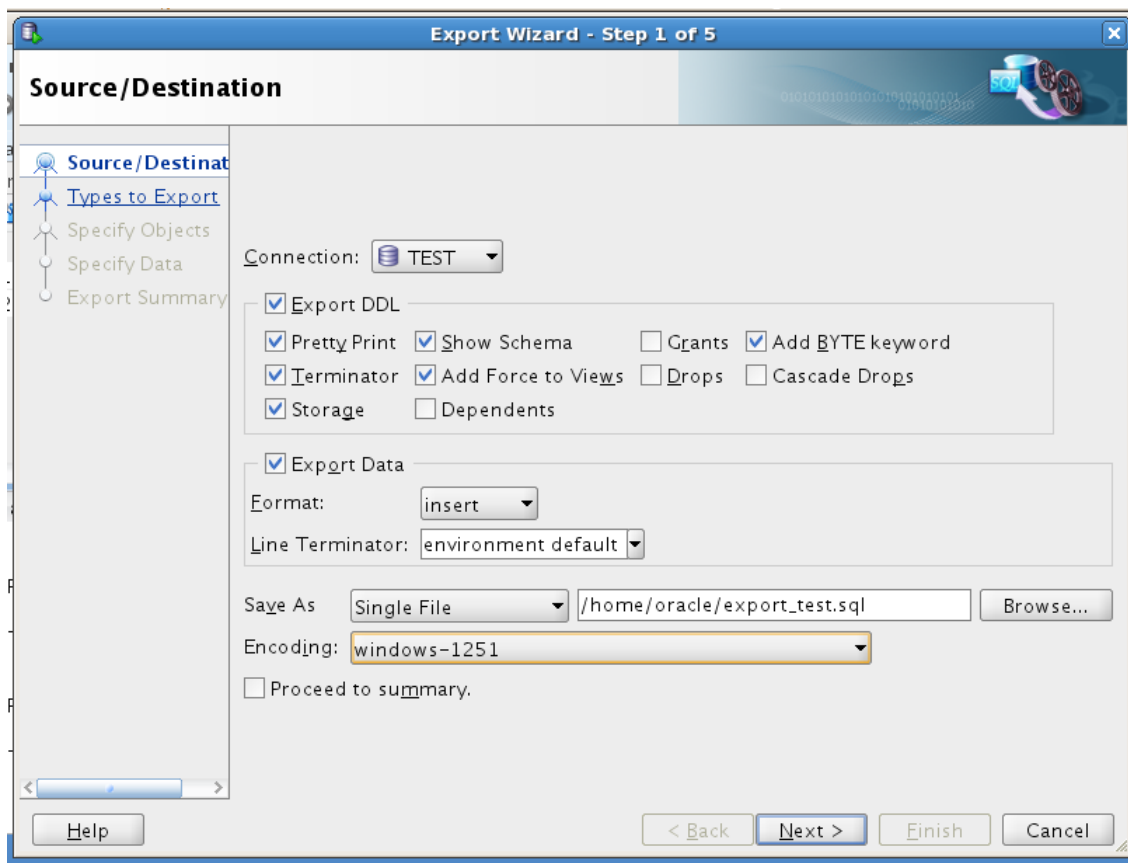 Export Wizard - Step 1 of 5
Source/Destination
SQL
Source/Destinat
Types to Export
Specify Objects
Specify Data
Export Summary
Connection: TEST
Export DDL
Pretty Print Show Schema Grants Add BYTE keyword
Terminator Add Force to Views Drops Cascade Drops
Storage Dependents
Export Data
Format: insert
Line Terminator: environment default
Save As Single File /home/oracle/export_test.sql Browse...
Encoding: windows-1251
Proceed to summary.
Help < Back Next > Finish Cancel